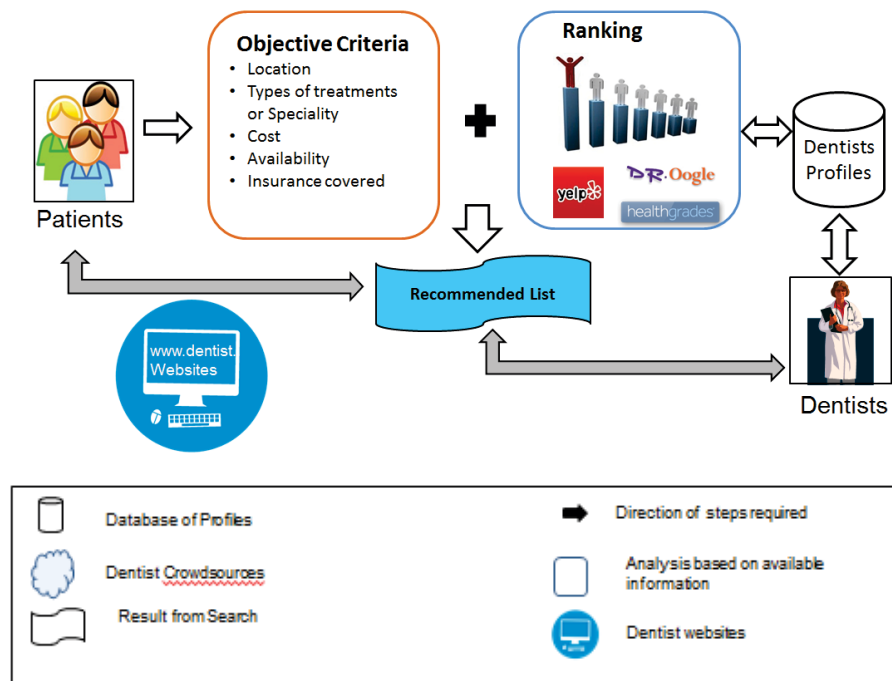 Objective Criteria
• Location
• Types of treatments
or Speciality
• Cost
• Availability
• Insurance covered
Ranking
yelp
DR.Oogle
healthgrades
Dentists
Profiles
Patients
Recommended List
www.dentist.
Websites
Dentists
Database of Profiles
Direction of steps required
Dentist Crowdsources
Analysis based on available
information
Result from Search
Dentist websites